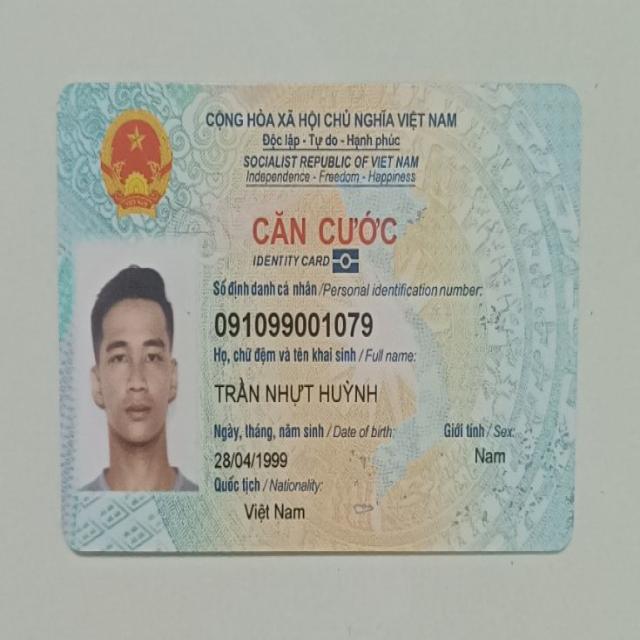 CỘNG HÒA XÃ HỘI CHỦ NGHĨA VIỆT NAM
Độc lập - Tự do - Hạnh phúc
SOCIALIST REPUBLIC OF VIET NAM
Independence - Freedom - Happiness
CĂN CƯỚC
IDENTITY CARD
Số định danh cá nhân / Personal identification number:
091099001079
Họ, chữ đệm và tên khai sinh / Full name:
TRẦN NHỰT HUỲNH
Ngày, tháng, năm sinh / Date of birth: Giới tính / Sex:
28/04/1999 Nam
Quốc tịch / Nationality:
Việt Nam